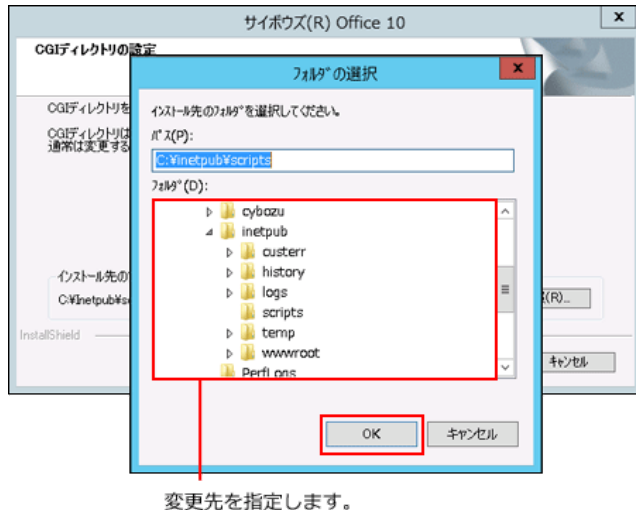 サイボウズ(R) Office 10
x
CGIディレクトリの設定
フォルダの選択
x
CGIディレクトリを
インストール先のフォルダを選択してください。
CGIディレクトリは
通常は変更する
パス(P):
C:¥inetpub¥scripts
フォルダ(D):
cybozu
inetpub
custerr
history
logs
scripts
temp
wwwroot
PerfLogs
インストール先の
C:¥Inetpub¥sc
(R)...
InstallShield
キャンセル
OK
キャンセル
変更先を指定します。